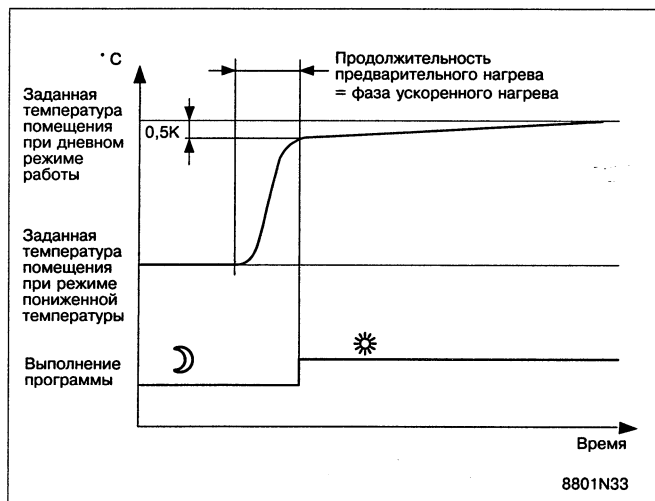 ° C
Продолжительность
предварительного нагрева
= фаза ускоренного нагрева
Заданная
температура
помещения
при дневном
режиме
работы
0,5K
Заданная
температура
помещения
при режиме
пониженной
температуры
Выполнение
программы
Время
8801N33